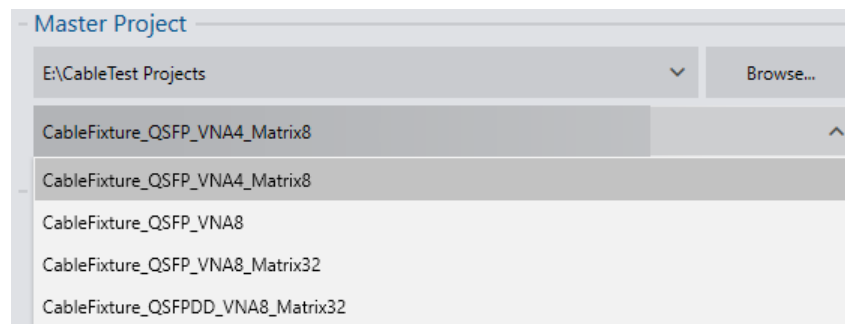 Master Project
E:\CableTest Projects
Browse...
CableFixture_QSFP_VNA4_Matrix8
CableFixture_QSFP_VNA4_Matrix8
CableFixture_QSFP_VNA8
CableFixture_QSFP_VNA8_Matrix32
CableFixture_QSFPDD_VNA8_Matrix32